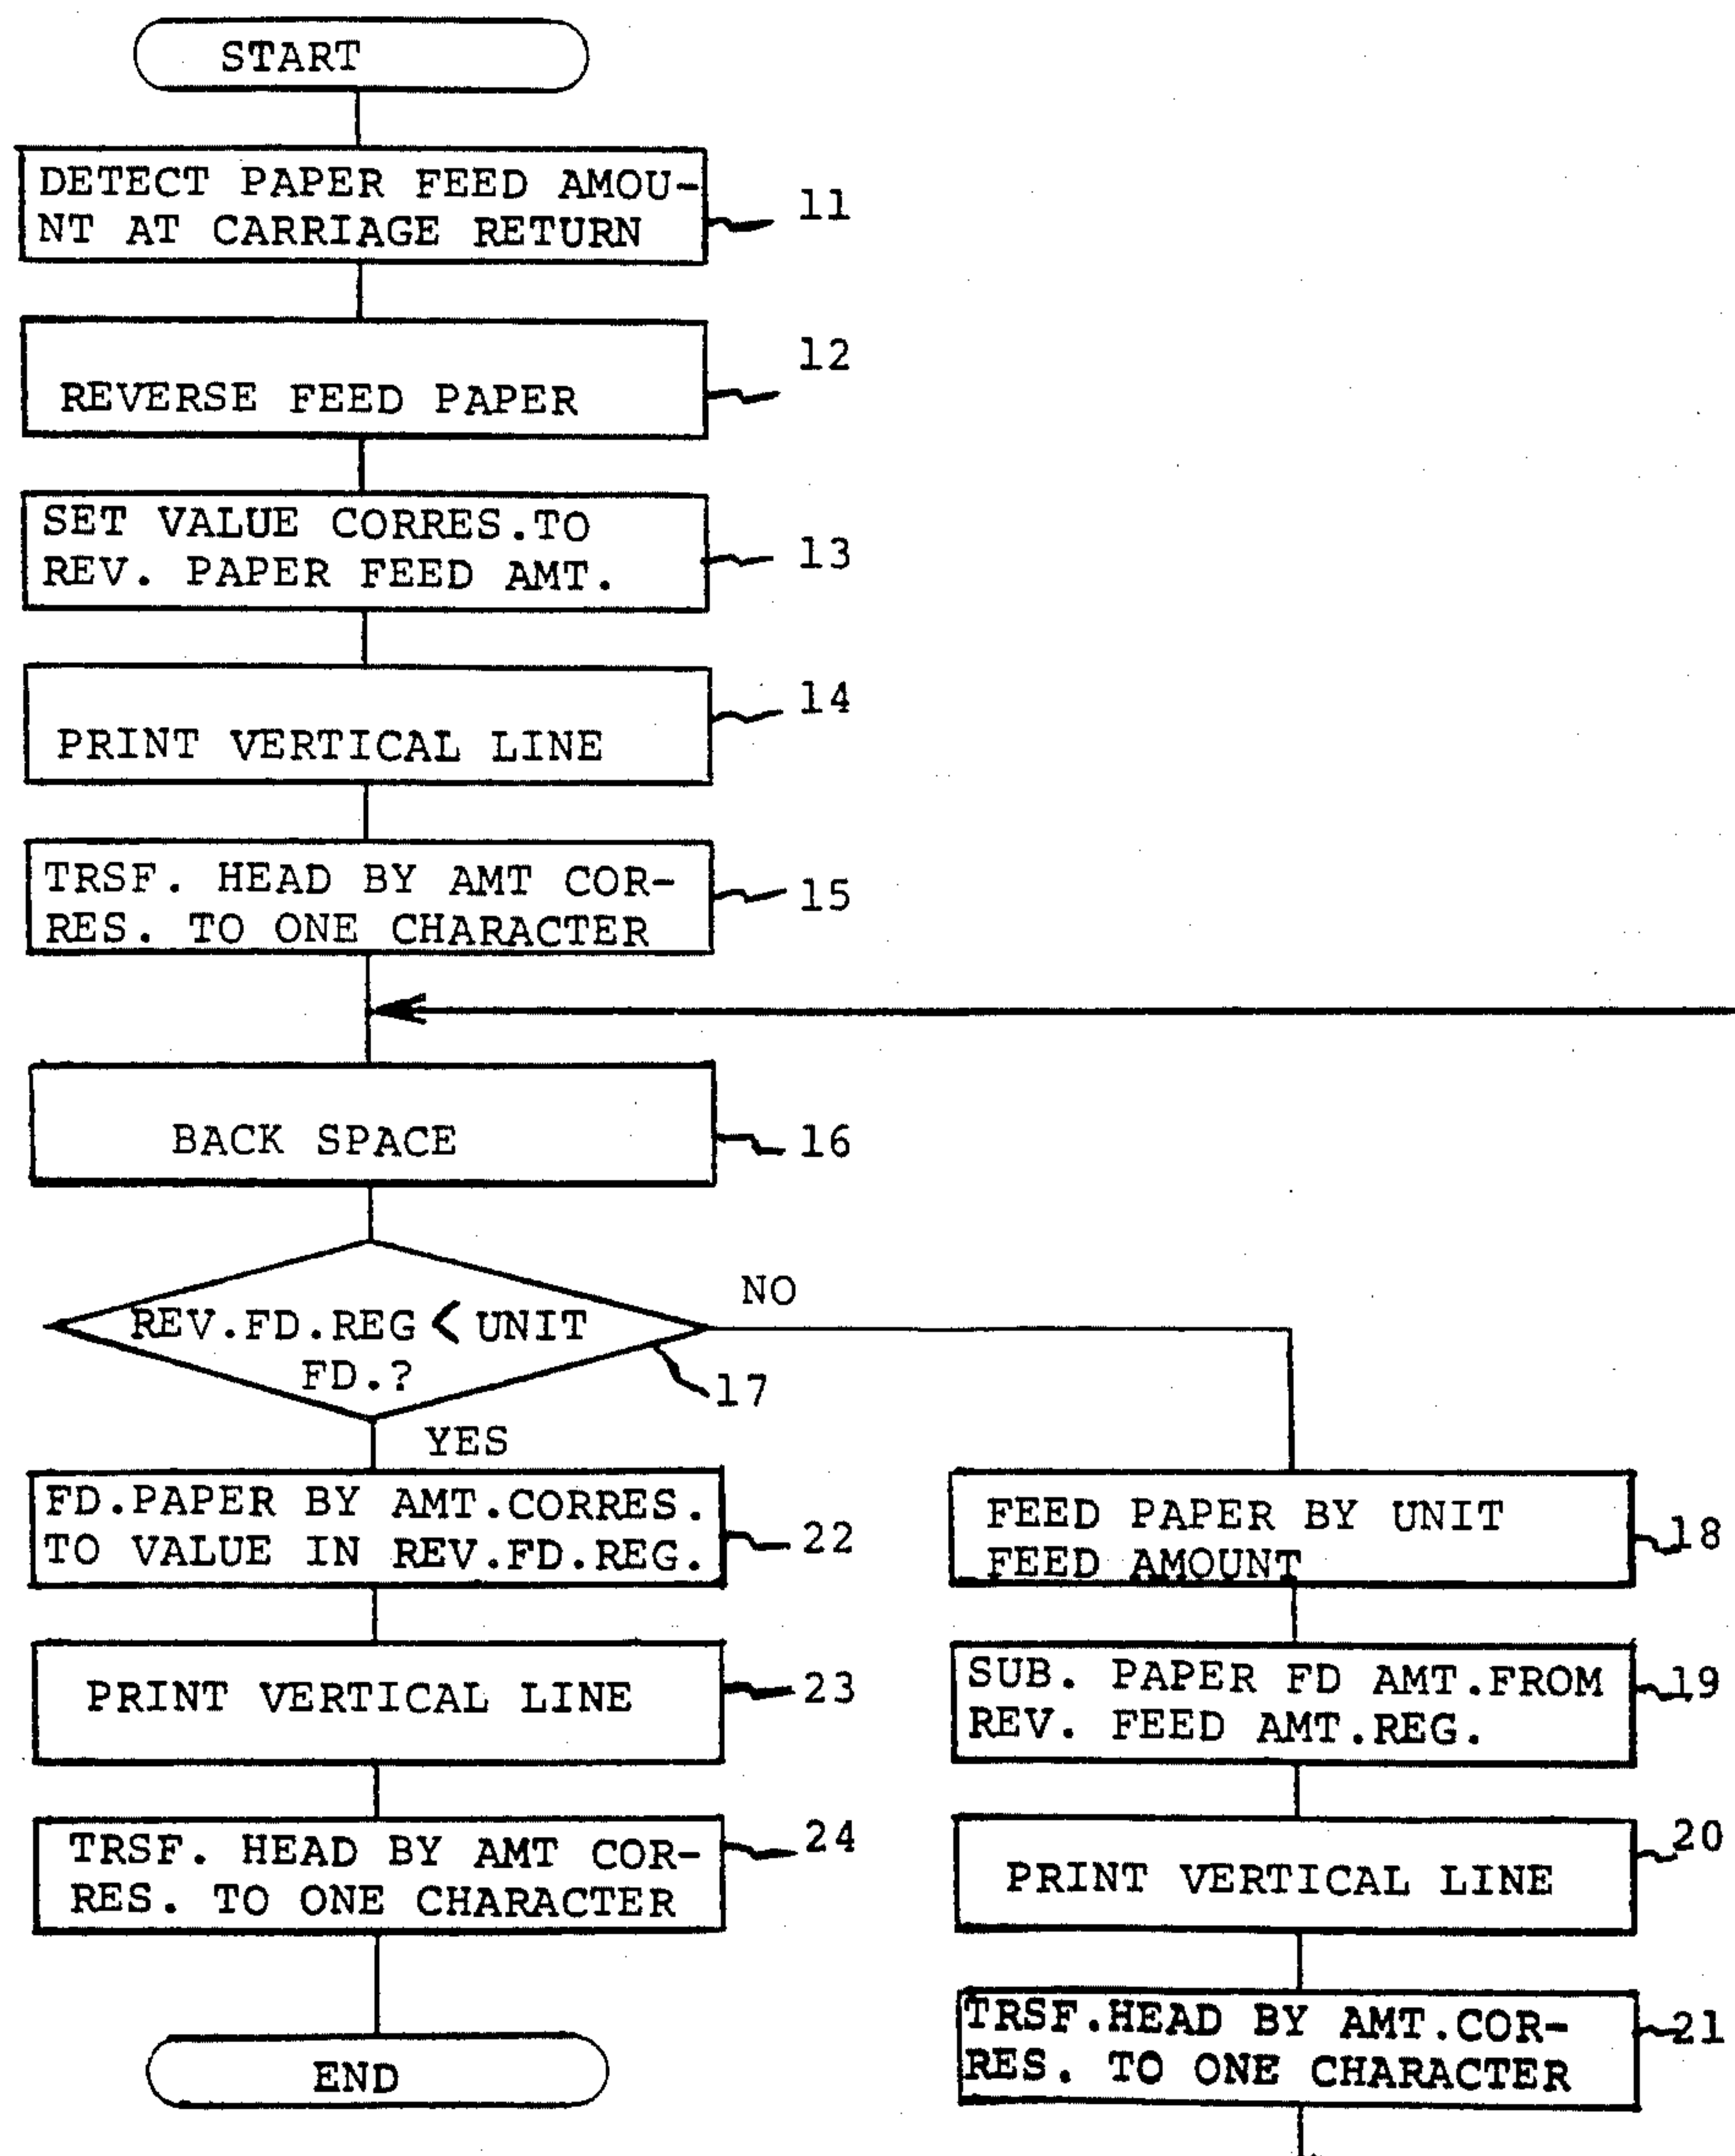 START
DETECT PAPER FEED AMOU-
NT AT CARRIAGE RETURN
11
REVERSE FEED PAPER
12
SET VALUE CORRES.TO
REV. PAPER FEED AMT.
13
PRINT VERTICAL LINE
14
TRSF. HEAD BY AMT COR-
RES. TO ONE CHARACTER
15
BACK SPACE
16
REV.FD.REG < UNIT
FD.?
17
NO
YES
FD.PAPER BY AMT.CORRES.
TO VALUE IN REV.FD.REG.
22
PRINT VERTICAL LINE
23
TRSF. HEAD BY AMT COR-
RES. TO ONE CHARACTER
24
END
FEED PAPER BY UNIT
FEED AMOUNT
18
SUB. PAPER FD AMT.FROM
REV. FEED AMT.REG.
19
PRINT VERTICAL LINE
20
TRSF.HEAD BY AMT.COR-
RES. TO ONE CHARACTER
21